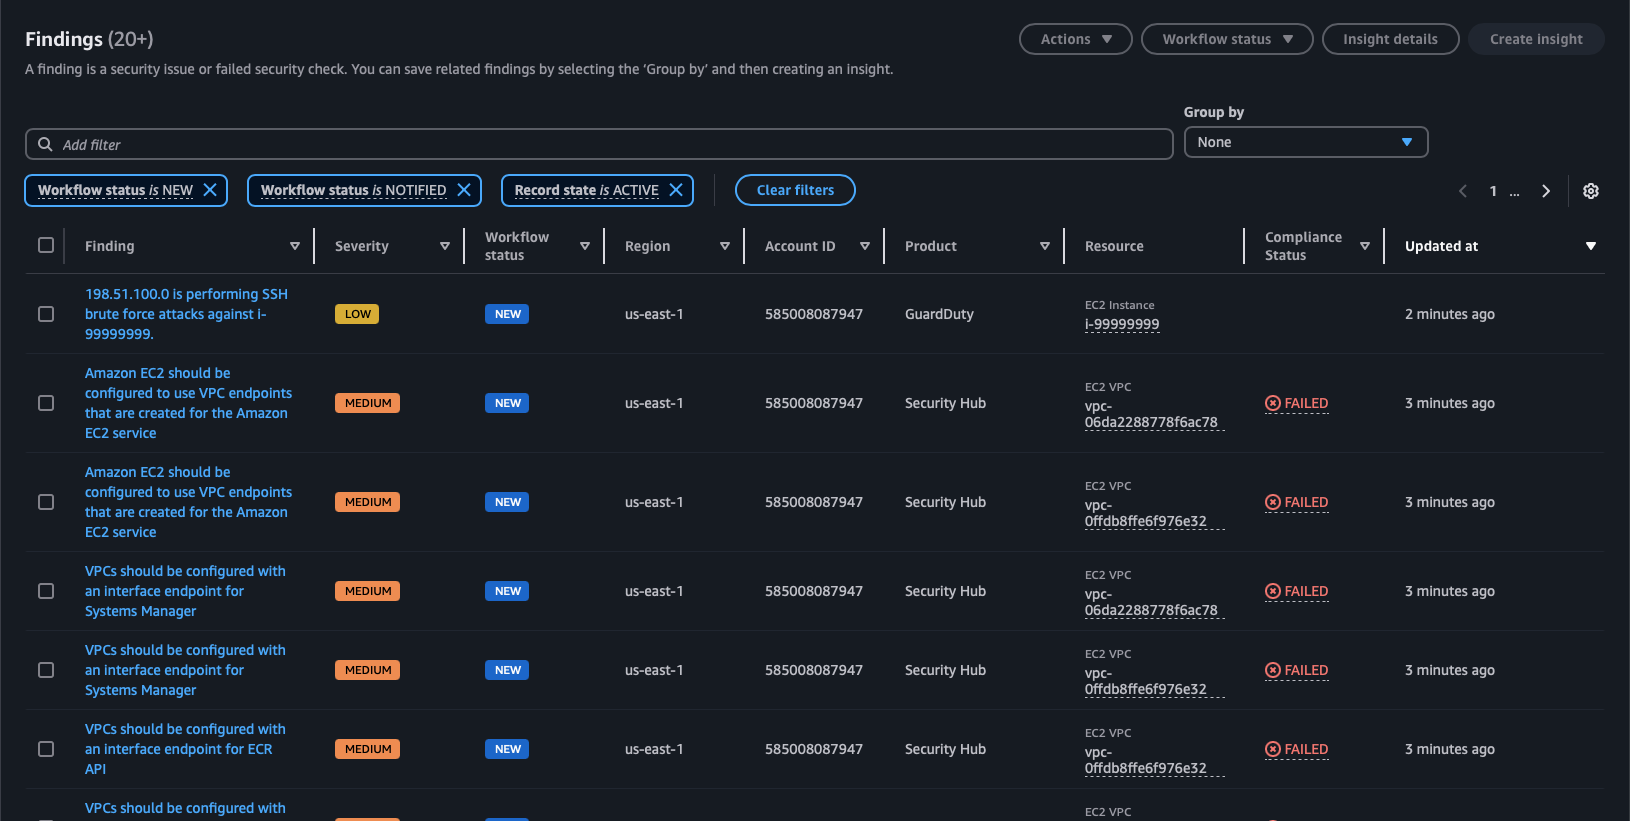 Findings (20+)
Actions
Workflow status
Insight details
Create insight
A finding is a security issue or failed security check. You can save related findings by selecting the ‘Group by’ and then creating an insight.
Group by
Add filter
None
Workflow status is NEW
Workflow status is NOTIFIED
Record state is ACTIVE
Clear filters
1 ...
Finding
Severity
Workflow
status
Region
Account ID
Product
Resource
Compliance
Status
Updated at
198.51.100.0 is performing SSH
brute force attacks against i-
99999999.
LOW
NEW
us-east-1
585008087947
GuardDuty
EC2 Instance
i-99999999
2 minutes ago
Amazon EC2 should be
configured to use VPC endpoints
that are created for the Amazon
EC2 service
MEDIUM
NEW
us-east-1
585008087947
Security Hub
EC2 VPC
vpc-
06da2288778f6ac78
FAILED
3 minutes ago
Amazon EC2 should be
configured to use VPC endpoints
that are created for the Amazon
EC2 service
MEDIUM
NEW
us-east-1
585008087947
Security Hub
EC2 VPC
vpc-
0ffdb8ffe6f976e32
FAILED
3 minutes ago
VPCs should be configured with
an interface endpoint for
Systems Manager
MEDIUM
NEW
us-east-1
585008087947
Security Hub
EC2 VPC
vpc-
06da2288778f6ac78
FAILED
3 minutes ago
VPCs should be configured with
an interface endpoint for
Systems Manager
MEDIUM
NEW
us-east-1
585008087947
Security Hub
EC2 VPC
vpc-
0ffdb8ffe6f976e32
FAILED
3 minutes ago
VPCs should be configured with
an interface endpoint for ECR
API
MEDIUM
NEW
us-east-1
585008087947
Security Hub
EC2 VPC
vpc-
0ffdb8ffe6f976e32
FAILED
3 minutes ago
VPCs should be configured with
EC2 VPC